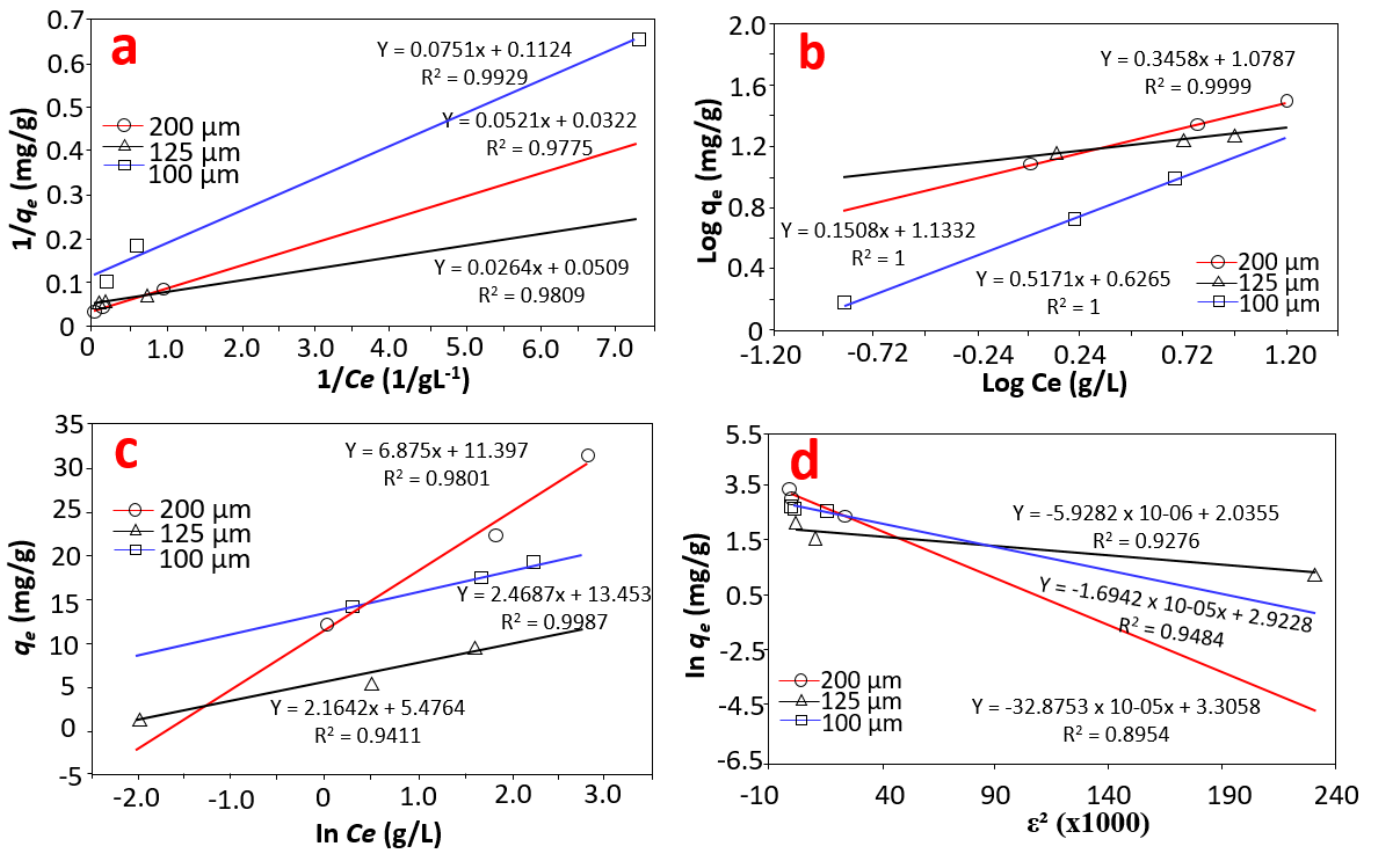 a
0.7
0.6
0.5
0.4
0.3
0.2
0.1
0
1/qe (mg/g)
Y = 0.0751x + 0.1124
R² = 0.9929
Y = 0.0521x + 0.0322
R² = 0.9775
Y = 0.0264x + 0.0509
R² = 0.9809
200 µm
125 µm
100 µm
0 1.0 2.0 3.0 4.0 5.0 6.0 7.0
1/Ce (1/gL⁻¹)
b
2.0
1.6
1.2
0.8
0.4
0
Log qe (mg/g)
Y = 0.3458x + 1.0787
R² = 0.9999
Y = 0.1508x + 1.1332
R² = 1
Y = 0.5171x + 0.6265
R² = 1
200 µm
125 µm
100 µm
-1.20 -0.72 -0.24 0.24 0.72 1.20
Log Ce (g/L)
c
35
30
25
20
15
10
5
0
-5
qe (mg/g)
Y = 6.875x + 11.397
R² = 0.9801
200 µm
125 µm
100 µm
Y = 2.4687x + 13.453
R² = 0.9987
Y = 2.1642x + 5.4764
R² = 0.9411
-2.0 -1.0 0 1.0 2.0 3.0
ln Ce (g/L)
d
5.5
3.5
1.5
0.5
-2.5
-4.5
-6.5
ln qe (mg/g)
Y = -5.9282 x 10-06 + 2.0355
R² = 0.9276
Y = -1.6942 x 10-05x + 2.9228
R² = 0.9484
Y = -32.8753 x 10-05x + 3.3058
R² = 0.8954
200 µm
125 µm
100 µm
-10 40 90 140 190 240
ε² (x1000)